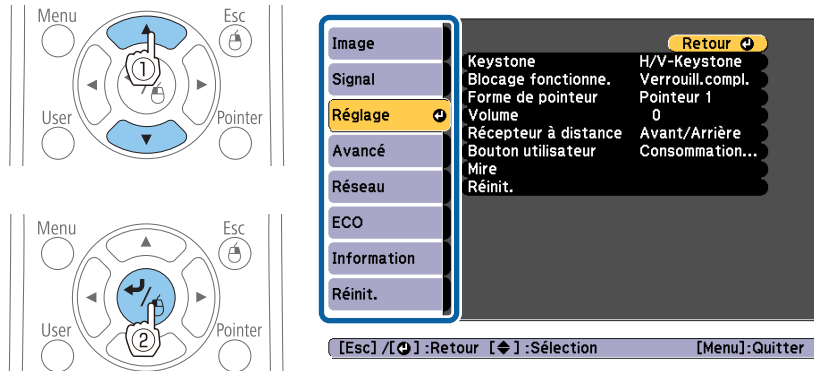 Menu
Esc
①
User
Pointer
Menu
Esc
User
Pointer
②
Image
Signal
Réglage
Avancé
Réseau
ECO
Information
Réinit.
Retour
Keystone H/V-Keystone
Blocage fonctionne. Verrouill.compl.
Forme de pointeur Pointeur 1
Volume 0
Récepteur à distance Avant/Arrière
Bouton utilisateur Consommation...
Mire
Réinit.
[Esc] /[ ] :Retour [ ] :Sélection [Menu]:Quitter